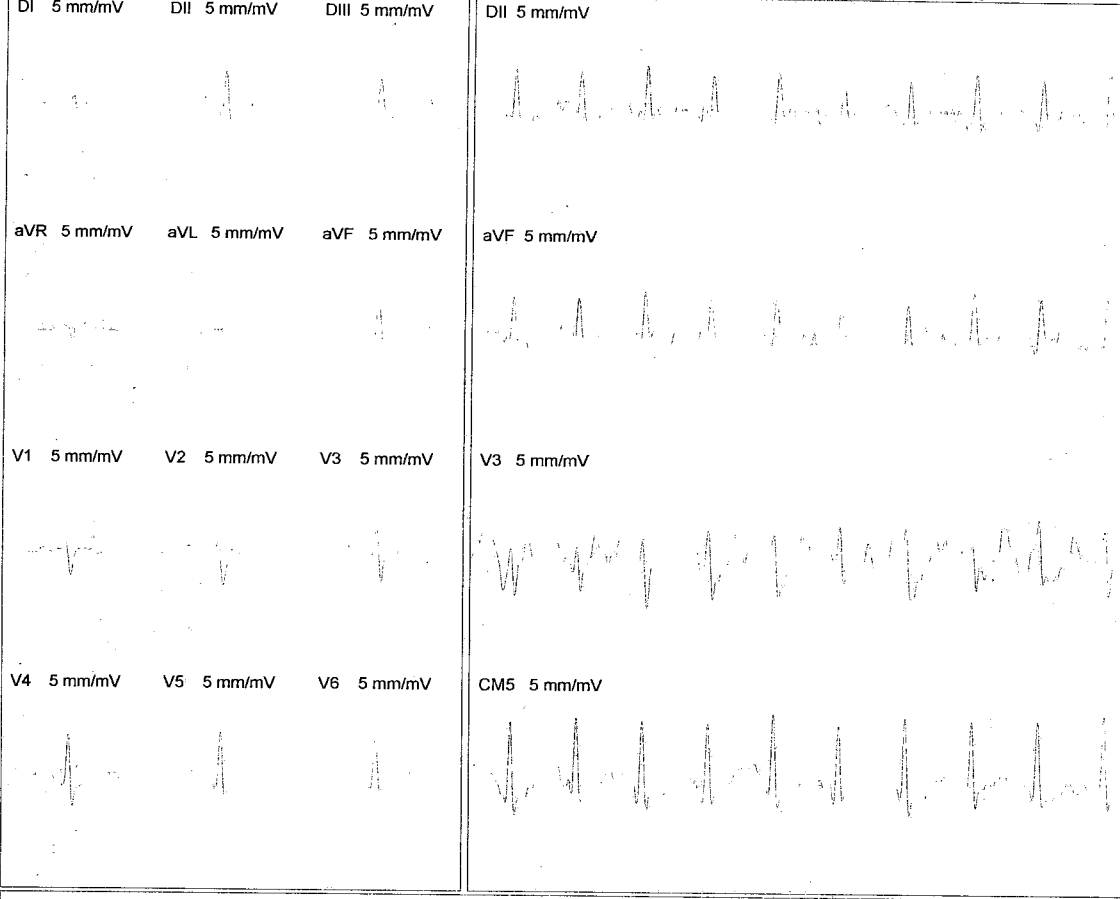 DI 5 mm/mV DII 5 mm/mV DIII 5 mm/mV
DII 5 mm/mV
aVR 5 mm/mV aVL 5 mm/mV aVF 5 mm/mV
aVF 5 mm/mV
V1 5 mm/mV V2 5 mm/mV V3 5 mm/mV
V3 5 mm/mV
V4 5 mm/mV V5 5 mm/mV V6 5 mm/mV
CM5 5 mm/mV